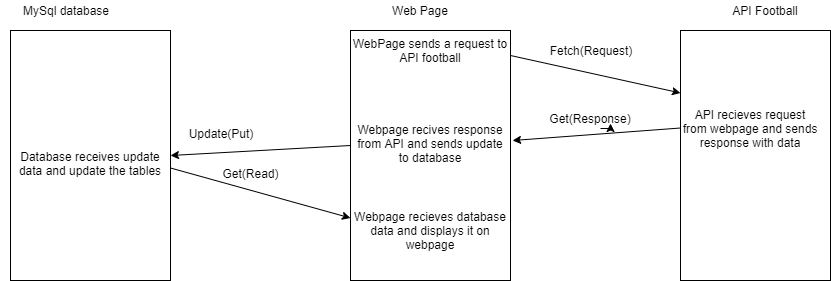 MySql database
Web Page
API Football
WebPage sends a request to
API football
Fetch(Request)
Get(Response)
API recieves request
from webpage and sends
response with data
Update(Put)
Webpage recives response
from API and sends update
to database
Database receives update
data and update the tables
Get(Read)
Webpage recieves database
data and displays it on
webpage